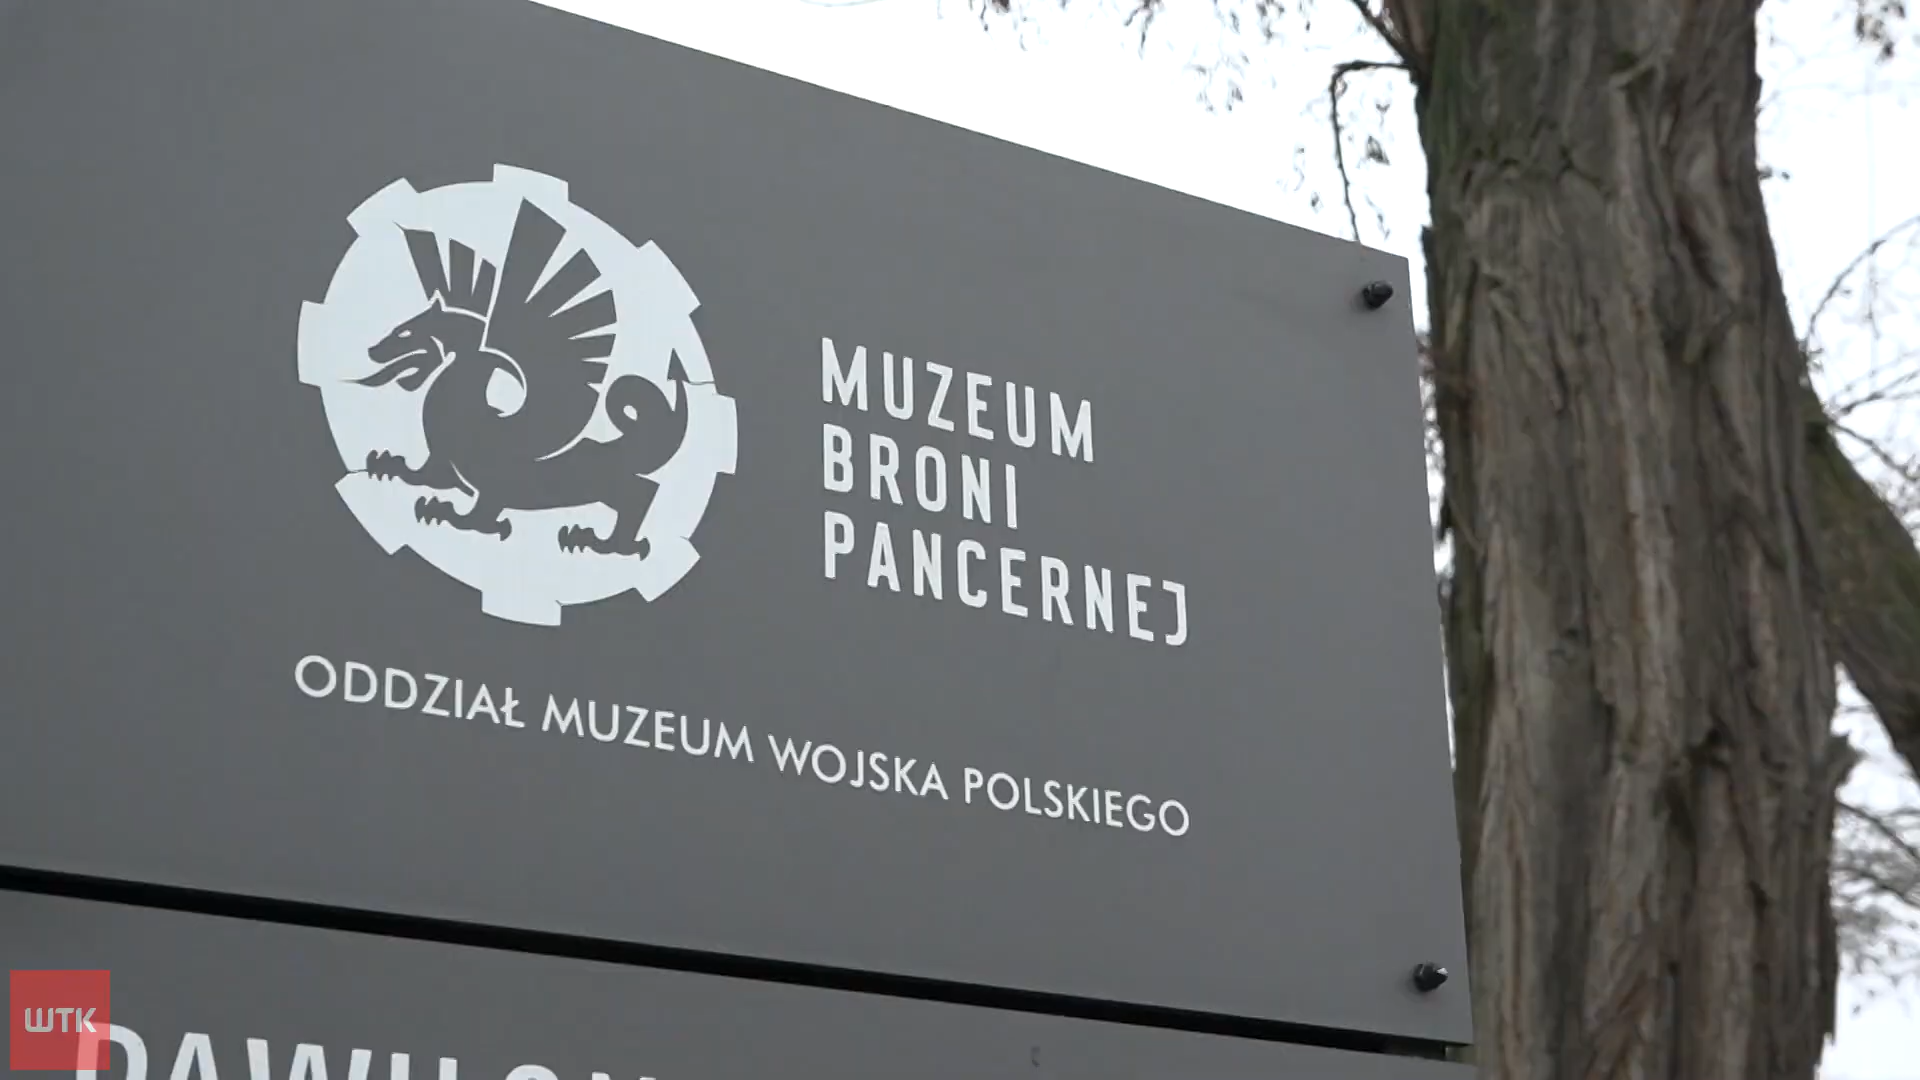 MUZEUM
BRONI
PANCERNEJ
ODDZIAŁ MUZEUM WOJSKA POLSKIEGO
WTK